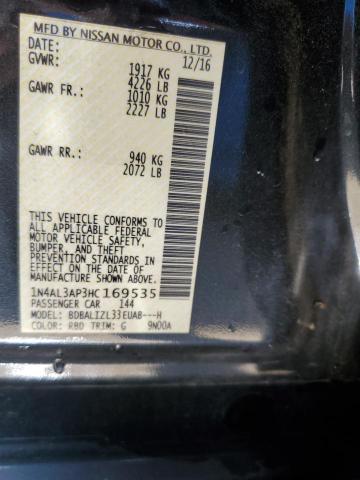 MFD BY NISSAN MOTOR CO., LTD.
DATE: 12/16
GVWR: 1917 KG
4226 LB
GAWR FR: 1010 KG
2227 LB
GAWR RR: 940 KG
2072 LB
THIS VEHICLE CONFORMS TO
ALL APPLICABLE FEDERAL
MOTOR VEHICLE SAFETY,
BUMPER, AND THEFT
PREVENTION STANDARDS
IN EFFECT ON THE DATE OF
MANUFACTURE SHOWN ABOVE.
1N4AL3AP3HC169535
PASSENGER CAR 144
MODEL: BDBALIZL33EUAB---H
COLOR: RBD TRIM: G 9N00A